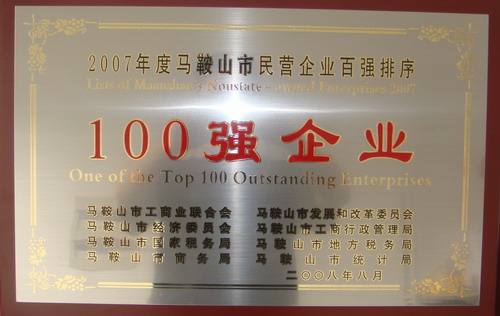 2007年度马鞍山市民营企业百强排序
Lists of Maanshan's Nonstate - owned Enterprises 2007
100强企业
One of the Top 100 Outstanding Enterprises
马鞍山市工商业联合会 马鞍山市发展和改革委员会
马鞍山市经济委员会 马鞍山市工商行政管理局
马鞍山市国家税务局 马鞍山市地方税务局
马鞍山市商务局 马鞍山市统计局
二〇〇八年八月